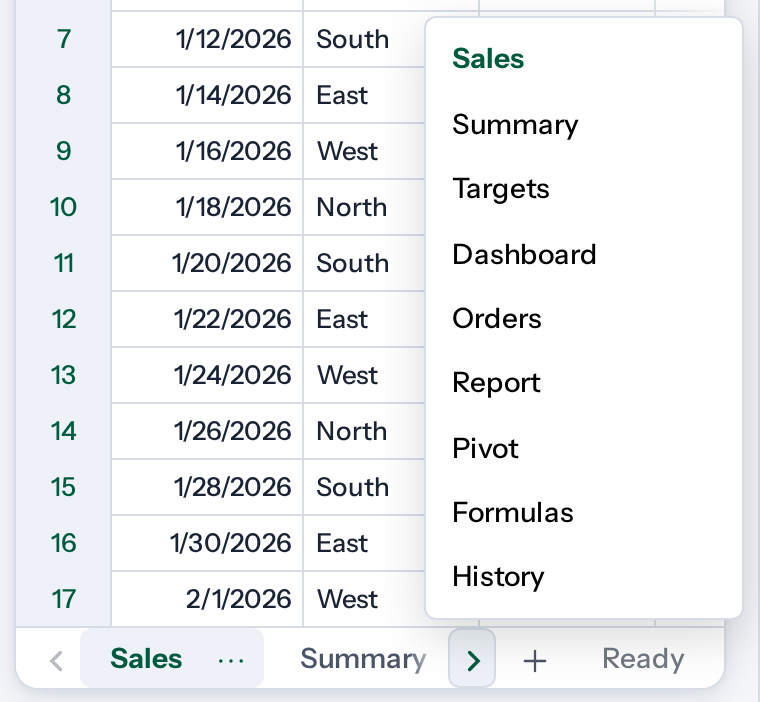 7 1/12/2026 South
8 1/14/2026 East
9 1/16/2026 West
10 1/18/2026 North
11 1/20/2026 South
12 1/22/2026 East
13 1/24/2026 West
14 1/26/2026 North
15 1/28/2026 South
16 1/30/2026 East
17 2/1/2026 West
Sales
Summary
Targets
Dashboard
Orders
Report
Pivot
Formulas
History
Sales ... Summary + Ready